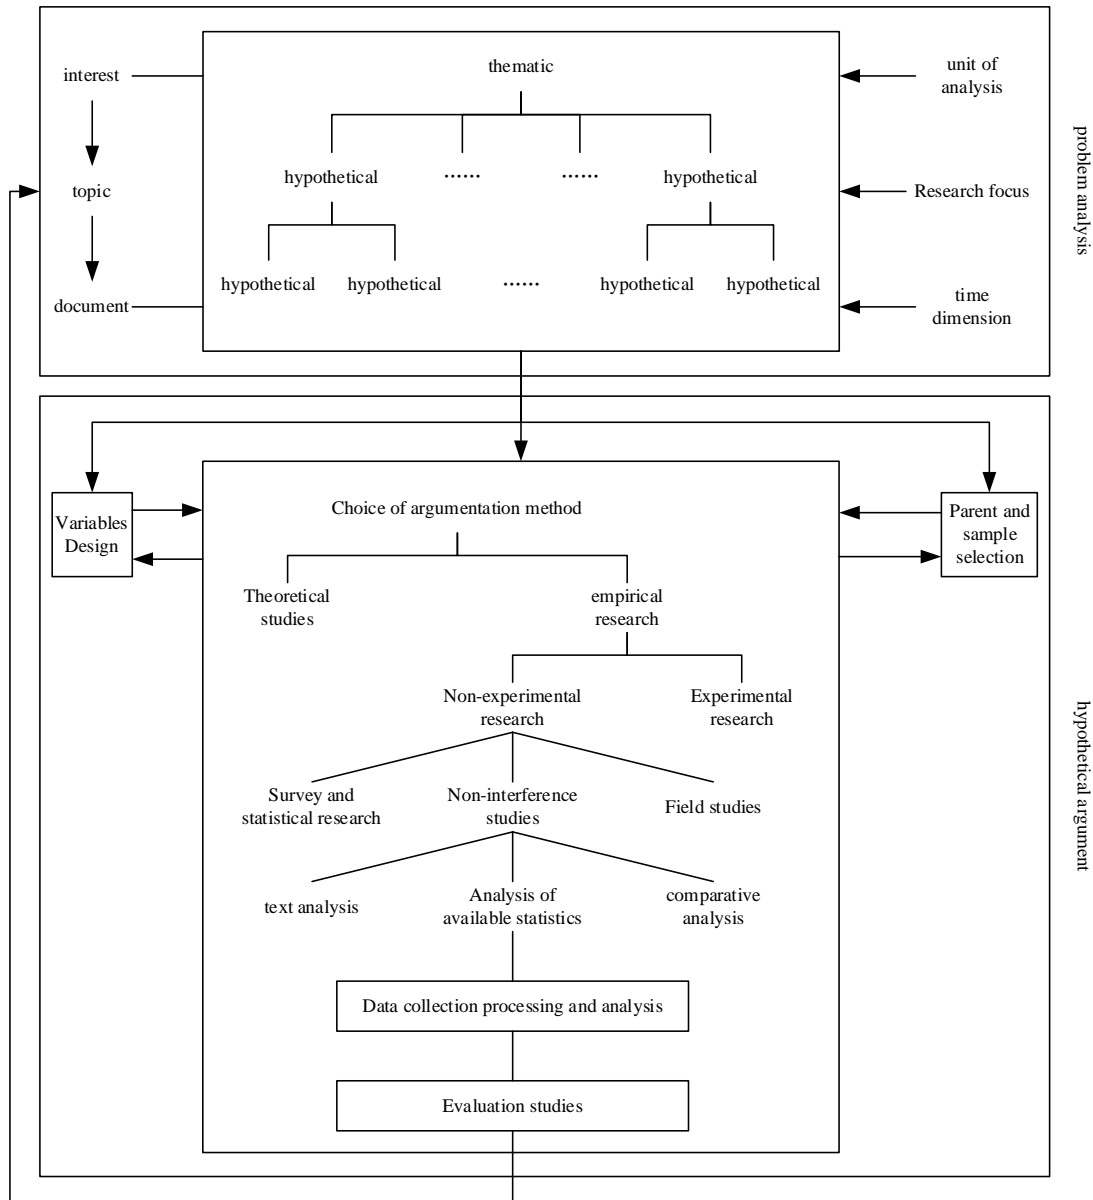 interest
topic
document
thematic
hypothetical
······
······
hypothetical
hypothetical
hypothetical
······
hypothetical
hypothetical
unit of
analysis
Research focus
time
dimension
problem analysis
Variables
Design
Choice of argumentation method
Parent and
sample
selection
Theoretical
studies
empirical
research
Non-experimental
research
Experimental
research
Survey and
statistical research
Non-interference
studies
Field studies
text analysis
Analysis of
available statistics
comparative
analysis
Data collection processing and analysis
Evaluation studies
hypothetical argument